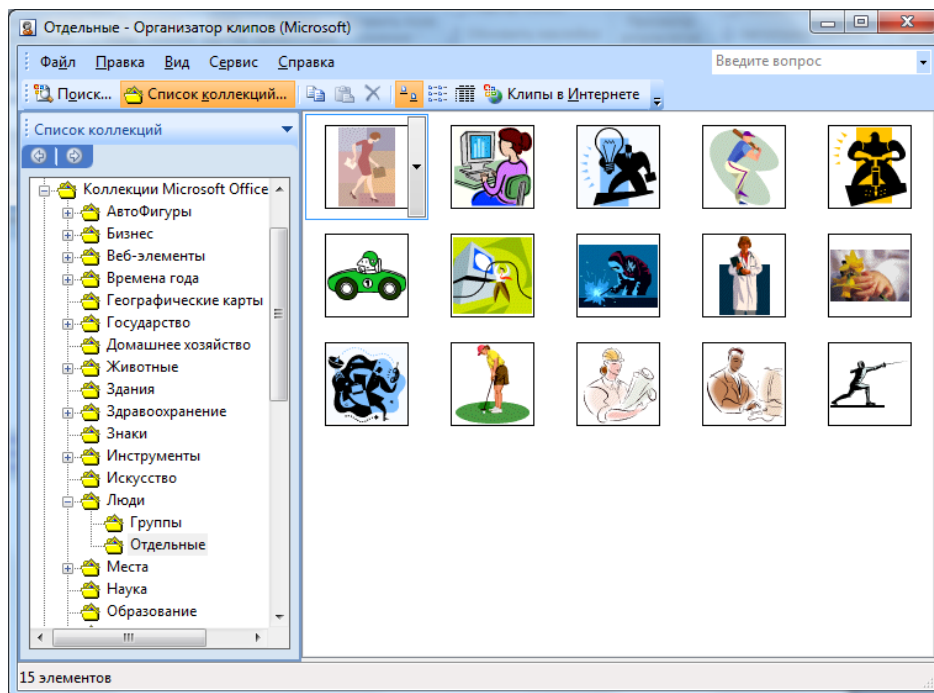 Отдельные - Организатор клипов (Microsoft)
Файл Правка Вид Сервис Справка
Введите вопрос
Поиск... Список коллекций... Клипы в Интернете
Список коллекций
Коллекции Microsoft Office
АвтоФигуры
Бизнес
Веб-элементы
Времена года
Географические карты
Государство
Домашнее хозяйство
Животные
Здания
Здравоохранение
Знаки
Инструменты
Искусство
Люди
Группы
Отдельные
Места
Наука
Образование
1
15 элементов